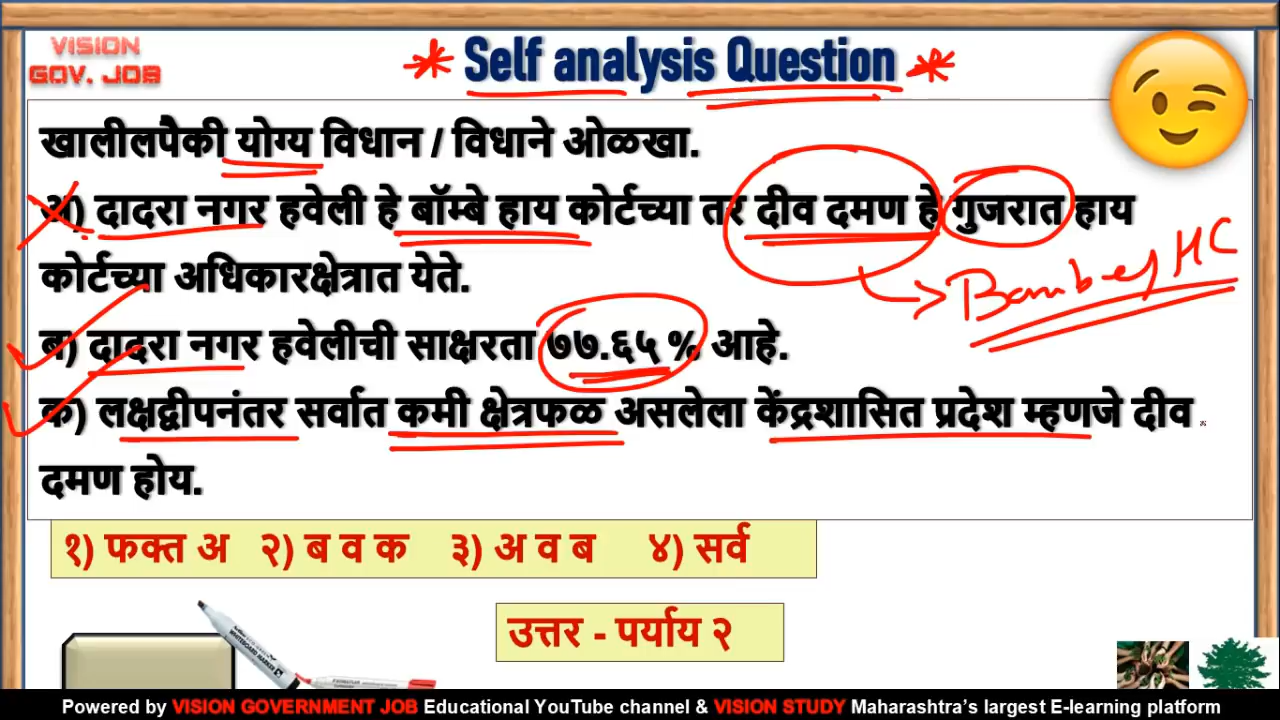 VISION
GOV. JOB
* Self analysis Question *
खालीलपैकी योग्य विधान / विधाने ओळखा.
अ) दादरा नगर हवेली हे बॉम्बे हाय कोर्टच्या तर दीव दमण हे गुजरात हाय
कोर्टच्या अधिकारक्षेत्रात येते.
Bombay HC
ब) दादरा नगर हवेलीची साक्षरता ७७.६५ % आहे.
क) लक्षद्वीपनंतर सर्वात कमी क्षेत्रफळ असलेला केंद्रशासित प्रदेश म्हणजे दीव
दमण होय.
१) फक्त अ २) ब व क ३) अ व ब ४) सर्व
उत्तर - पर्याय २
Powered by VISION GOVERNMENT JOB Educational YouTube channel & VISION STUDY Maharashtra's largest E-learning platform